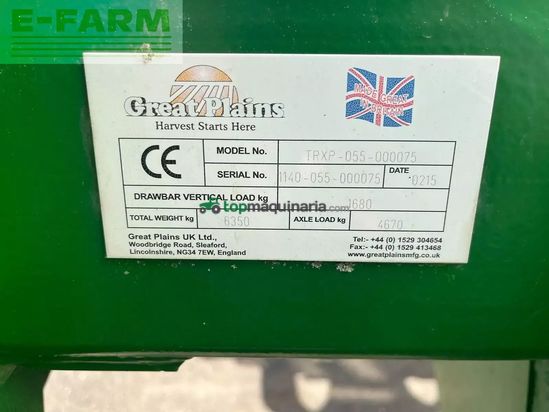 E-FARM
Great Plains
Harvest Starts Here
MADE GREAT IN BRITAIN
CE
MODEL No. TRXP-055-000075
SERIAL No. 1140-055-000075 DATE 0215
DRAWBAR VERTICAL LOAD kg 1680
topmaquinaria.com
TOTAL WEIGHT kg 6350 AXLE LOAD kg 4670
Great Plains UK Ltd.,
Woodbridge Road, Sleaford,
Lincolnshire, NG34 7EW, England
Tel:- +44 (0) 1529 304654
Fax:- +44 (0) 1529 413468
www.greatplainsmfg.co.uk